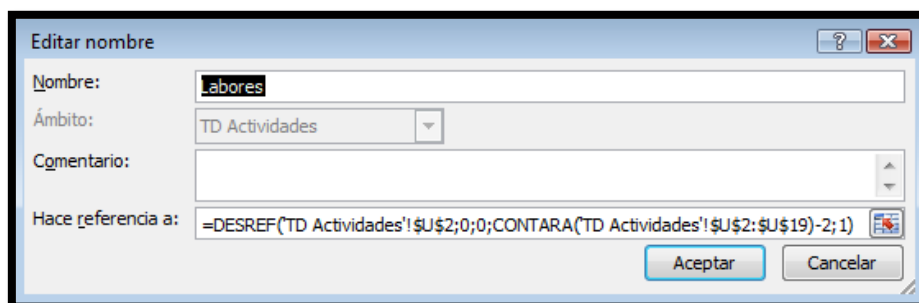 Editar nombre
Nombre: Labores
Ámbito: TD Actividades
Comentario:
Hace referencia a: =DESREF('TD Actividades'!$U$2;0;0;CONTARA('TD Actividades'!$U$2:$U$19)-2;1)
Aceptar Cancelar